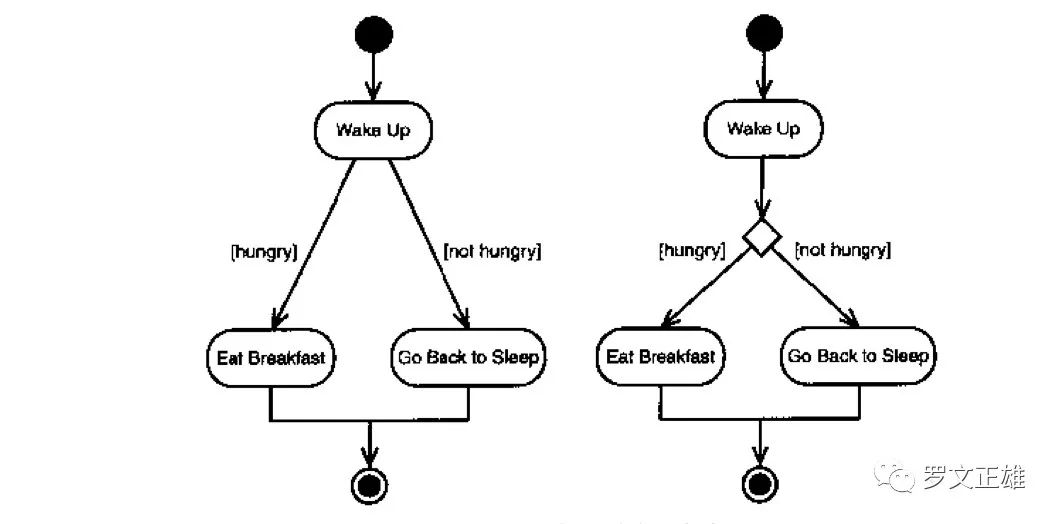 Wake Up
[hungry]
[not hungry]
Eat Breakfast
Go Back to Sleep
Wake Up
[hungry]
[not hungry]
Eat Breakfast
Go Back to Sleep
罗文正雄